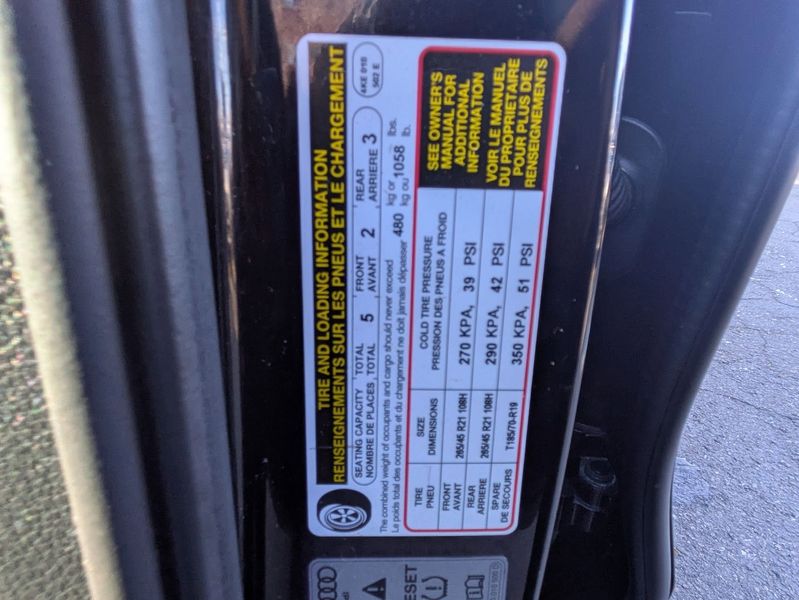 TIRE AND LOADING INFORMATION
RENSEIGNEMENTS SUR LES PNEUS ET LE CHARGEMENT
4KE 010
502 E
SEATING CAPACITY TOTAL 5 FRONT 2 REAR 3
NOMBRE DE PLACES TOTAL AVANT ARRIERE
The combined weight of occupants and cargo should never exceed 480 kg or 1058 lbs.
Le poids total des occupants et du chargement ne doit jamais dépasser kg ou lb.
TIRE SIZE COLD TIRE PRESSURE
PNEU DIMENSIONS PRESSION DES PNEUS A FROID
FRONT
AVANT 265/45 R21 108H 270 KPA, 39 PSI
REAR
ARRIERE 265/45 R21 108H 290 KPA, 42 PSI
SPARE
DE SECOURS T185/70-R19 350 KPA, 51 PSI
SEE OWNER'S
MANUAL FOR
ADDITIONAL
INFORMATION
VOIR LE MANUEL
DU PROPRIETAIRE
POUR PLUS DE
RENSEIGNEMENTS